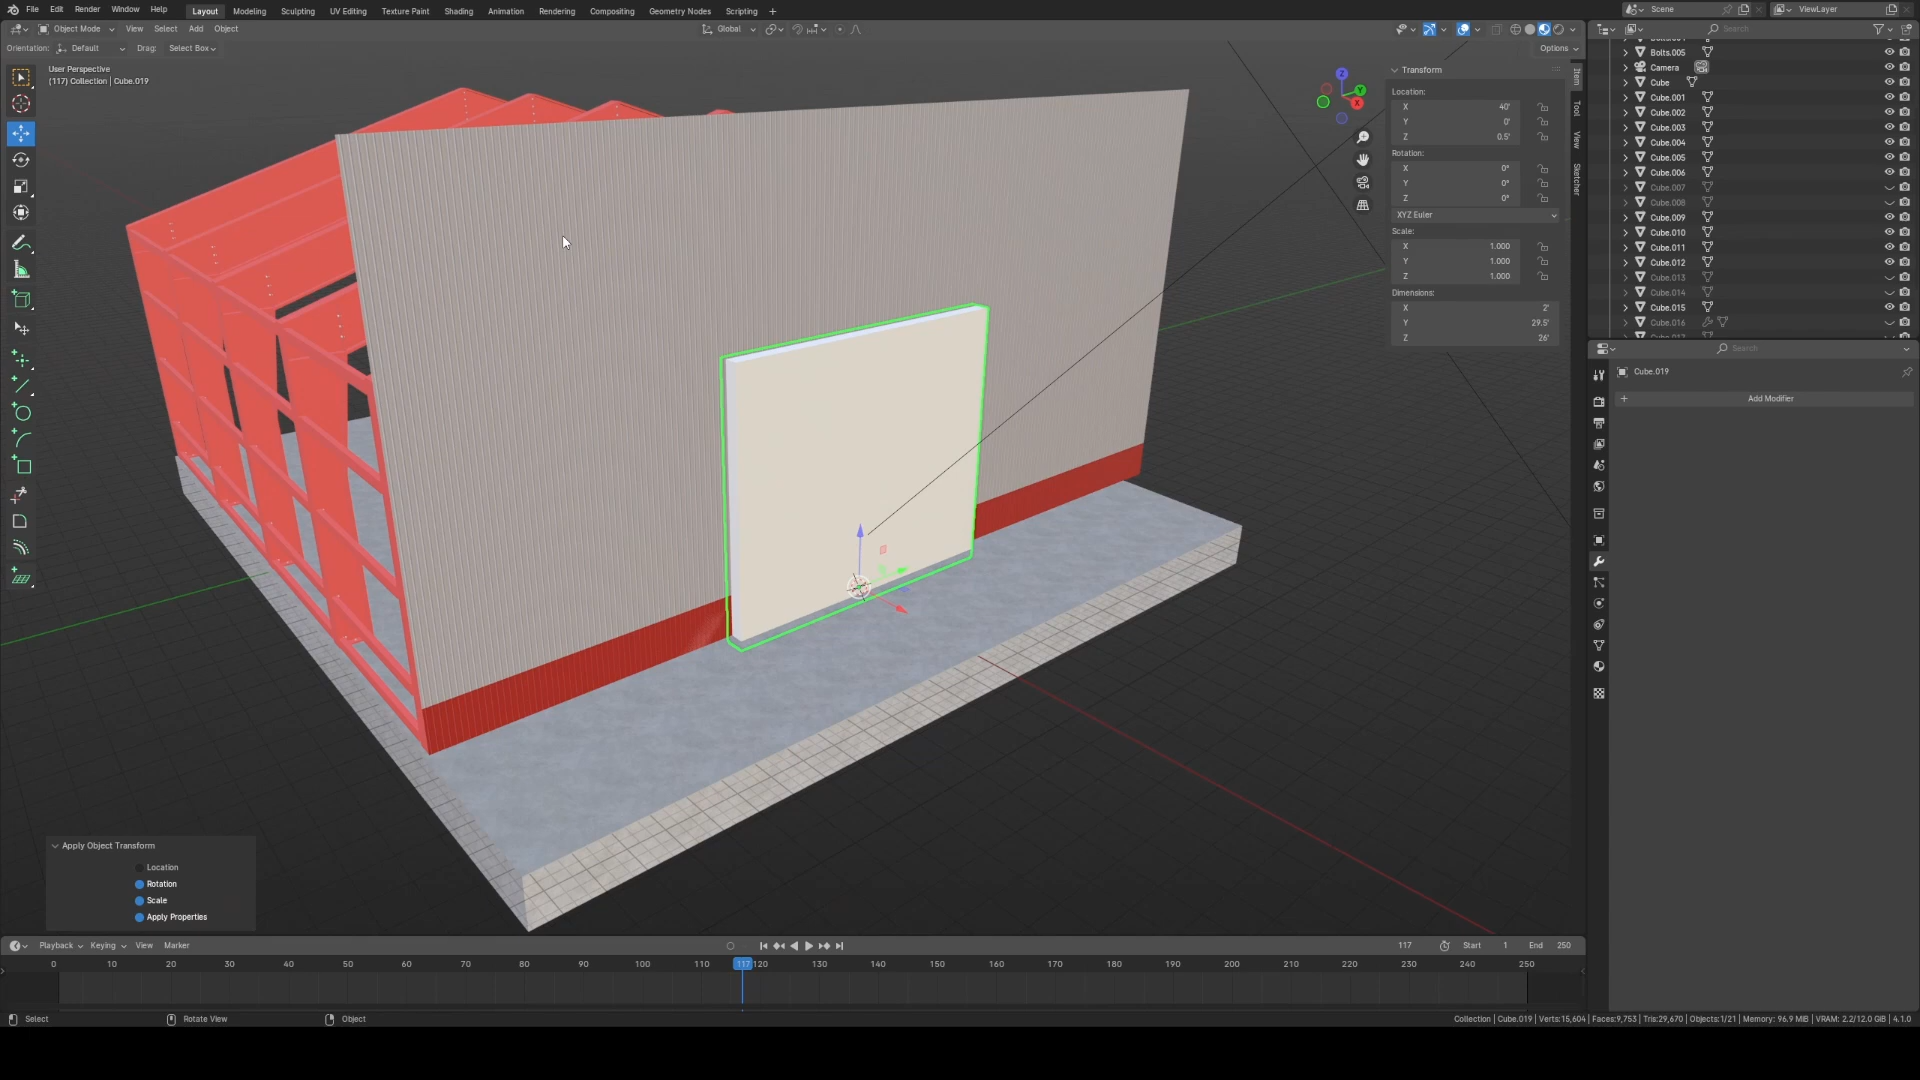 File Edit Render Window Help Layout Modeling Sculpting UV Editing Texture Paint Shading Animation Rendering Compositing Geometry Nodes Scripting + Scene ViewLayer
Object Mode View Select Add Object Global Search
Orientation: Default Drag: Select Box Options
User Perspective
(117) Collection | Cube.019
Transform
Location:
X 40'
Y 0'
Z 0.5'
Rotation:
X 0°
Y 0°
Z 0°
XYZ Euler
Scale:
X 1.000
Y 1.000
Z 1.000
Dimensions:
X 2'
Y 29.5'
Z 26'
Item
Tool
View
Sketcher
Z
Y
X
Bolts.005
Camera
Cube
Cube.001
Cube.002
Cube.003
Cube.004
Cube.005
Cube.006
Cube.007
Cube.008
Cube.009
Cube.010
Cube.011
Cube.012
Cube.013
Cube.014
Cube.015
Cube.016
Search
Cube.019
+ Add Modifier
Apply Object Transform
Location
Rotation
Scale
Apply Properties
Playback Keying View Marker 117 Start 1 End 250
0 10 20 30 40 50 60 70 80 90 100 110 117 120 130 140 150 160 170 180 190 200 210 220 230 240 250
Select Rotate View Object Collection | Cube.019 | Verts:15,604 | Faces:9,753 | Tris:29,670 | Objects:1/21 | Memory: 96.9 MiB | VRAM: 2.2/12.0 GiB | 4.1.0